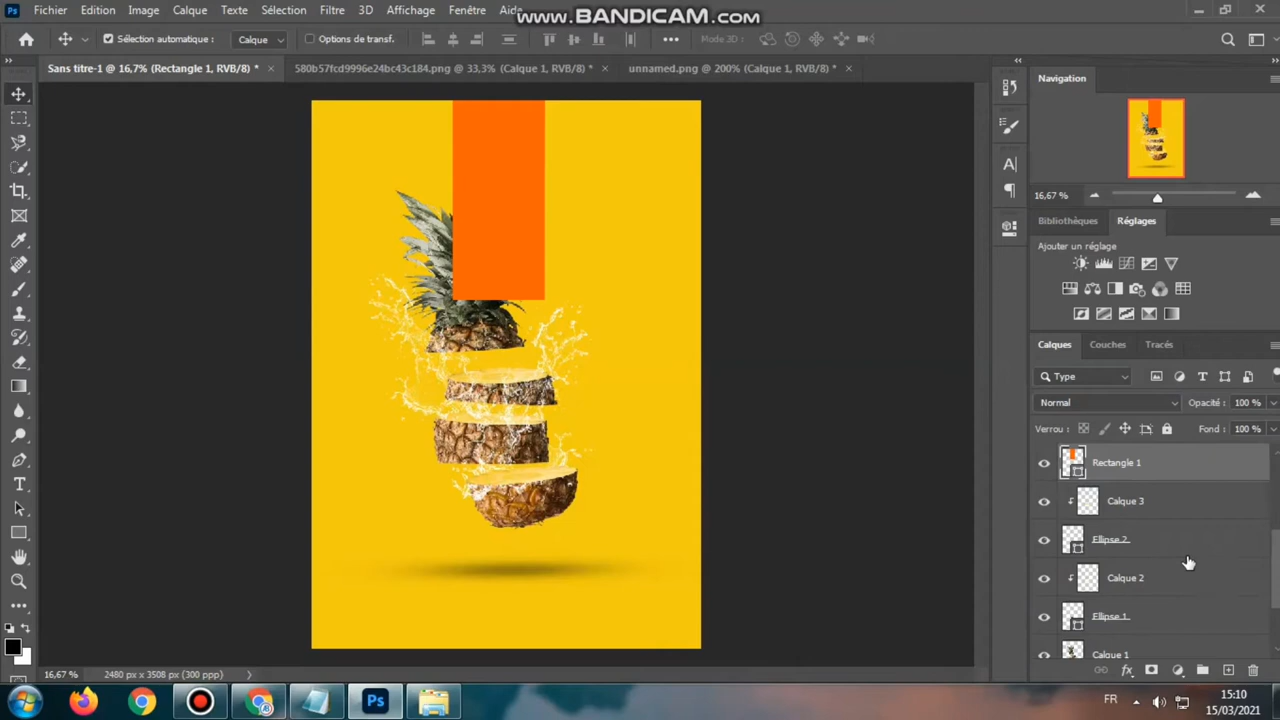 www.BANDICAM.com
Ps Fichier Edition Image Calque Texte Sélection Filtre 3D Affichage Fenêtre Aide
Sélection automatique : Calque Options de transf. Mode 3D :
Sans titre-1 @ 16,7% (Rectangle 1, RVB/8) * 580b57fcd9996e24bc43c184.png @ 33,3% (Calque 1, RVB/8) * unnamed.png @ 200% (Calque 1, RVB/8) *
Navigation
16,67 %
Bibliothèques Réglages
Ajouter un réglage
Calques Couches Tracés
Type
Normal Opacité : 100 %
Verrou : Fond : 100 %
Rectangle 1
Calque 3
Ellipse 2
Calque 2
Ellipse 1
Calque 1
16,67 % 2480 px x 3508 px (300 ppp)
Ps FR 15:10
15/03/2021